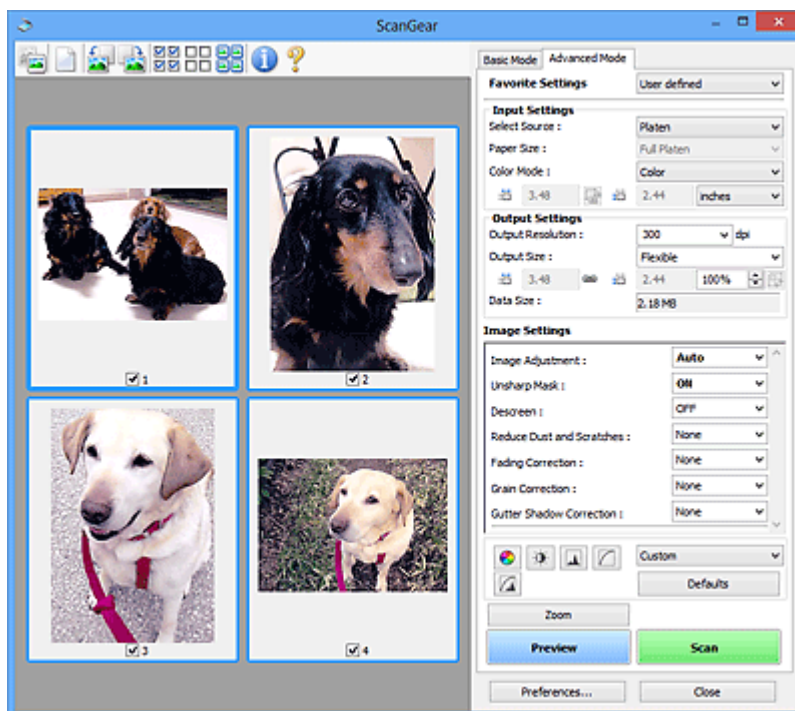 ScanGear
Basic Mode Advanced Mode
Favorite Settings User defined
Input Settings
Select Source : Platen
Paper Size : Full Platen
Color Mode : Color
3.48 2.44 inches
Output Settings
Output Resolution : 300 dpi
Output Size : Flexible
3.48 2.44 100%
Data Size : 2.18 MB
Image Settings
Image Adjustment : Auto
Unsharp Mask : ON
Descreen : OFF
Reduce Dust and Scratches : None
Fading Correction : None
Grain Correction : None
Gutter Shadow Correction : None
Custom
Defaults
Zoom
Preview Scan
Preferences... Close
1 2
3 4